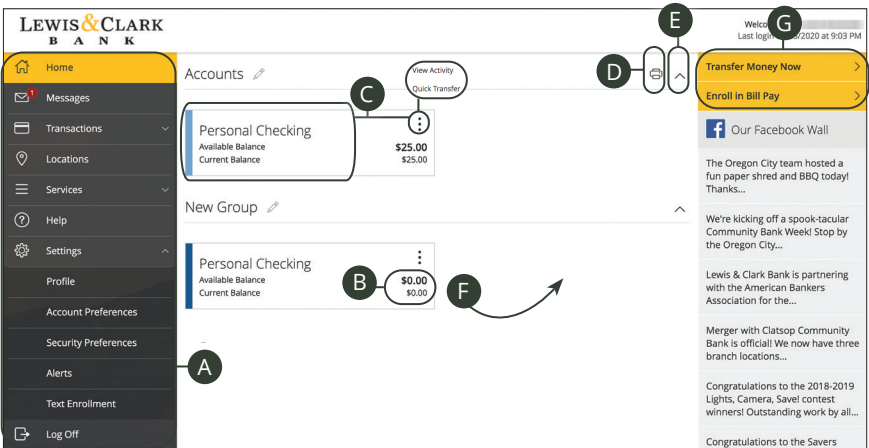 LEWIS & CLARK
BANK
E
G
Last login
/2020 at 9:03 PM
Home
Messages
1
Transactions
Locations
Services
Help
Settings
Profile
Account Preferences
Security Preferences
Alerts
Text Enrollment
Log Off
A
Accounts
D
View Activity
Quick Transfer
C
Personal Checking
Available Balance $25.00
Current Balance $25.00
New Group
Personal Checking
Available Balance $0.00
Current Balance $0.00
B
F
Transfer Money Now
Enroll in Bill Pay
Our Facebook Wall
The Oregon City team hosted a
fun paper shred and BBQ today!
Thanks...
We're kicking off a spook-tacular
Community Bank Week! Stop by
the Oregon City...
Lewis & Clark Bank is partnering
with the American Bankers
Association for the...
Merger with Clatsop Community
Bank is official! We now have three
branch locations...
Congratulations to the 2018-2019
Lights, Camera, Save! contest
winners! Outstanding work by all...
Congratulations to the Savers